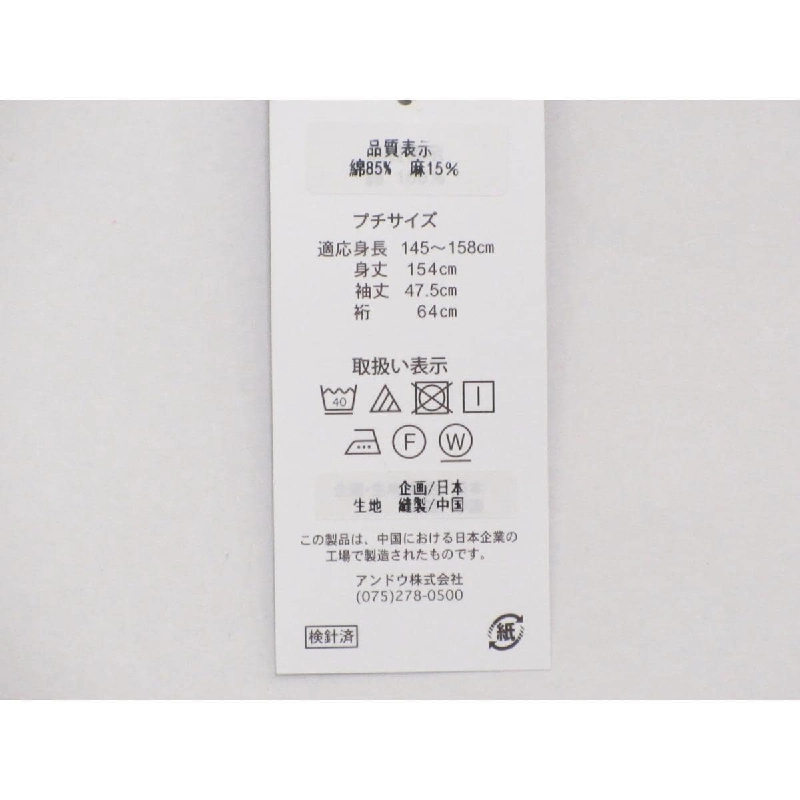 品質表示
綿85% 麻15%
プチサイズ
適応身長 145～158cm
身丈 154cm
袖丈 47.5cm
裄 64cm
取扱い表示
40
F W
企画/日本
生地 縫製/中国
この製品は、中国における日本企業の
工場で製造されたものです。
アンドウ株式会社
(075)278-0500
検針済
紙